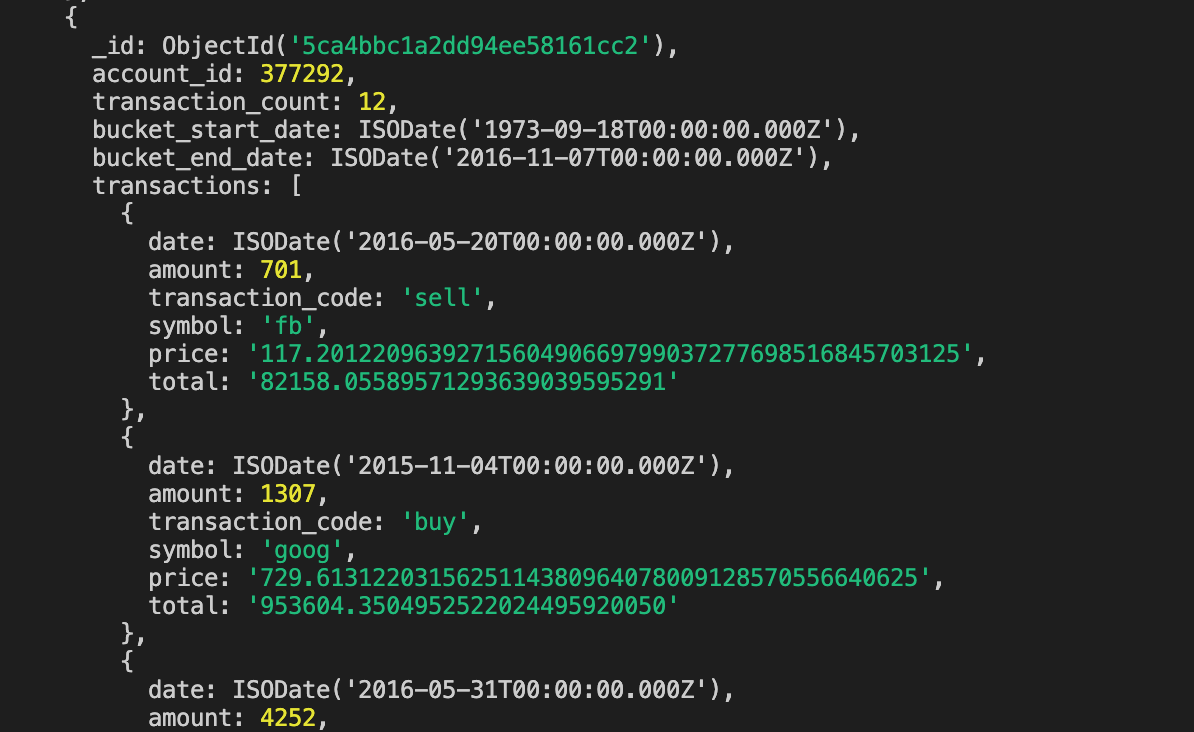 {
_id: ObjectId('5ca4bbc1a2dd94ee58161cc2'),
account_id: 377292,
transaction_count: 12,
bucket_start_date: ISODate('1973-09-18T00:00:00.000Z'),
bucket_end_date: ISODate('2016-11-07T00:00:00.000Z'),
transactions: [
{
date: ISODate('2016-05-20T00:00:00.000Z'),
amount: 701,
transaction_code: 'sell',
symbol: 'fb',
price: '117.2012209639271560490669799037277698516845703125',
total: '82158.05589571293639039595291'
},
{
date: ISODate('2015-11-04T00:00:00.000Z'),
amount: 1307,
transaction_code: 'buy',
symbol: 'goog',
price: '729.6131220315625114380964078009128570556640625',
total: '953604.3504952522024495920050'
},
{
date: ISODate('2016-05-31T00:00:00.000Z'),
amount: 4252,